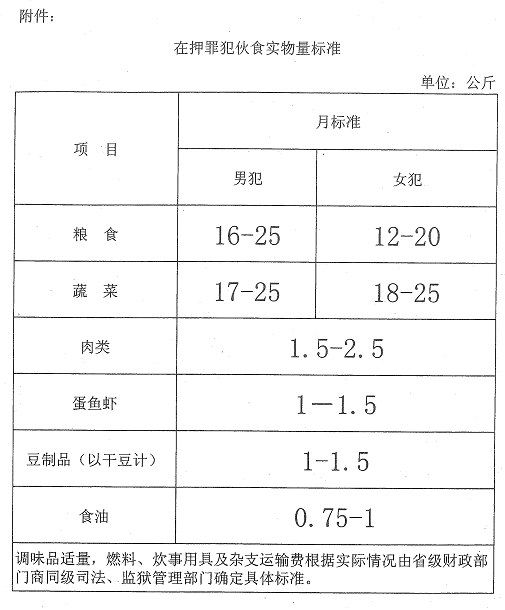 附件：
在押罪犯伙食实物量标准
单位：公斤
项 目
月标准
男犯
女犯
粮 食
16-25
12-20
蔬 菜
17-25
18-25
肉类
1.5-2.5
蛋鱼虾
1—1.5
豆制品（以干豆计）
1-1.5
食油
0.75-1
调味品适量，燃料、炊事用具及杂支运输费根据实际情况由省级财政部
门商同级司法、监狱管理部门确定具体标准。